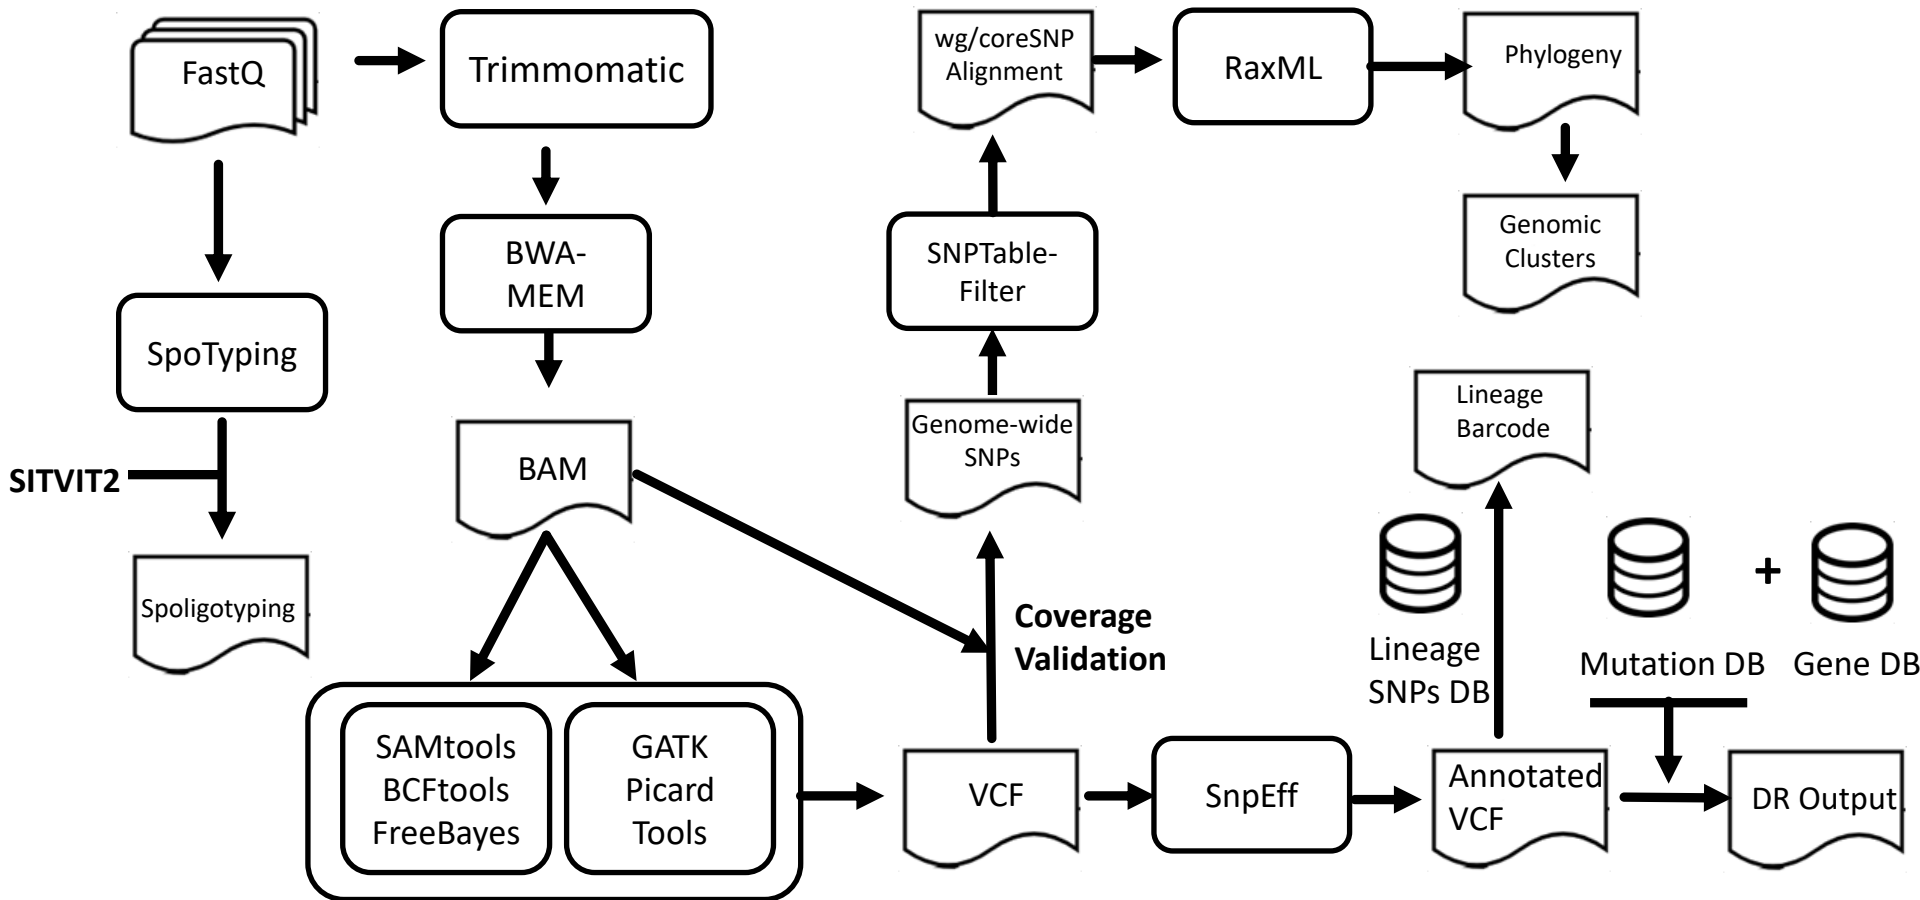 FastQ
Trimmomatic
wg/coreSNP
Alignment
RaxML
Phylogeny
BWA-
MEM
SNPTable-
Filter
Genomic
Clusters
SpoTyping
SITVIT2
BAM
Genome-wide
SNPs
Lineage
Barcode
Spoligotyping
Coverage
Validation
Lineage
SNPs DB
Mutation DB
+
Gene DB
SAMtools
BCFtools
FreeBayes
GATK
Picard
Tools
VCF
SnpEff
Annotated
VCF
DR Output